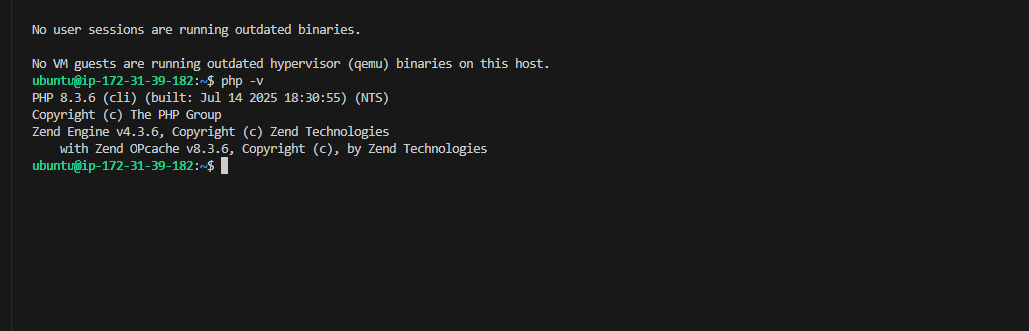 No user sessions are running outdated binaries.
No VM guests are running outdated hypervisor (qemu) binaries on this host.
ubuntu@ip-172-31-39-182:~$ php -v
PHP 8.3.6 (cli) (built: Jul 14 2025 18:30:55) (NTS)
Copyright (c) The PHP Group
Zend Engine v4.3.6, Copyright (c) Zend Technologies
    with Zend OPcache v8.3.6, Copyright (c), by Zend Technologies
ubuntu@ip-172-31-39-182:~$